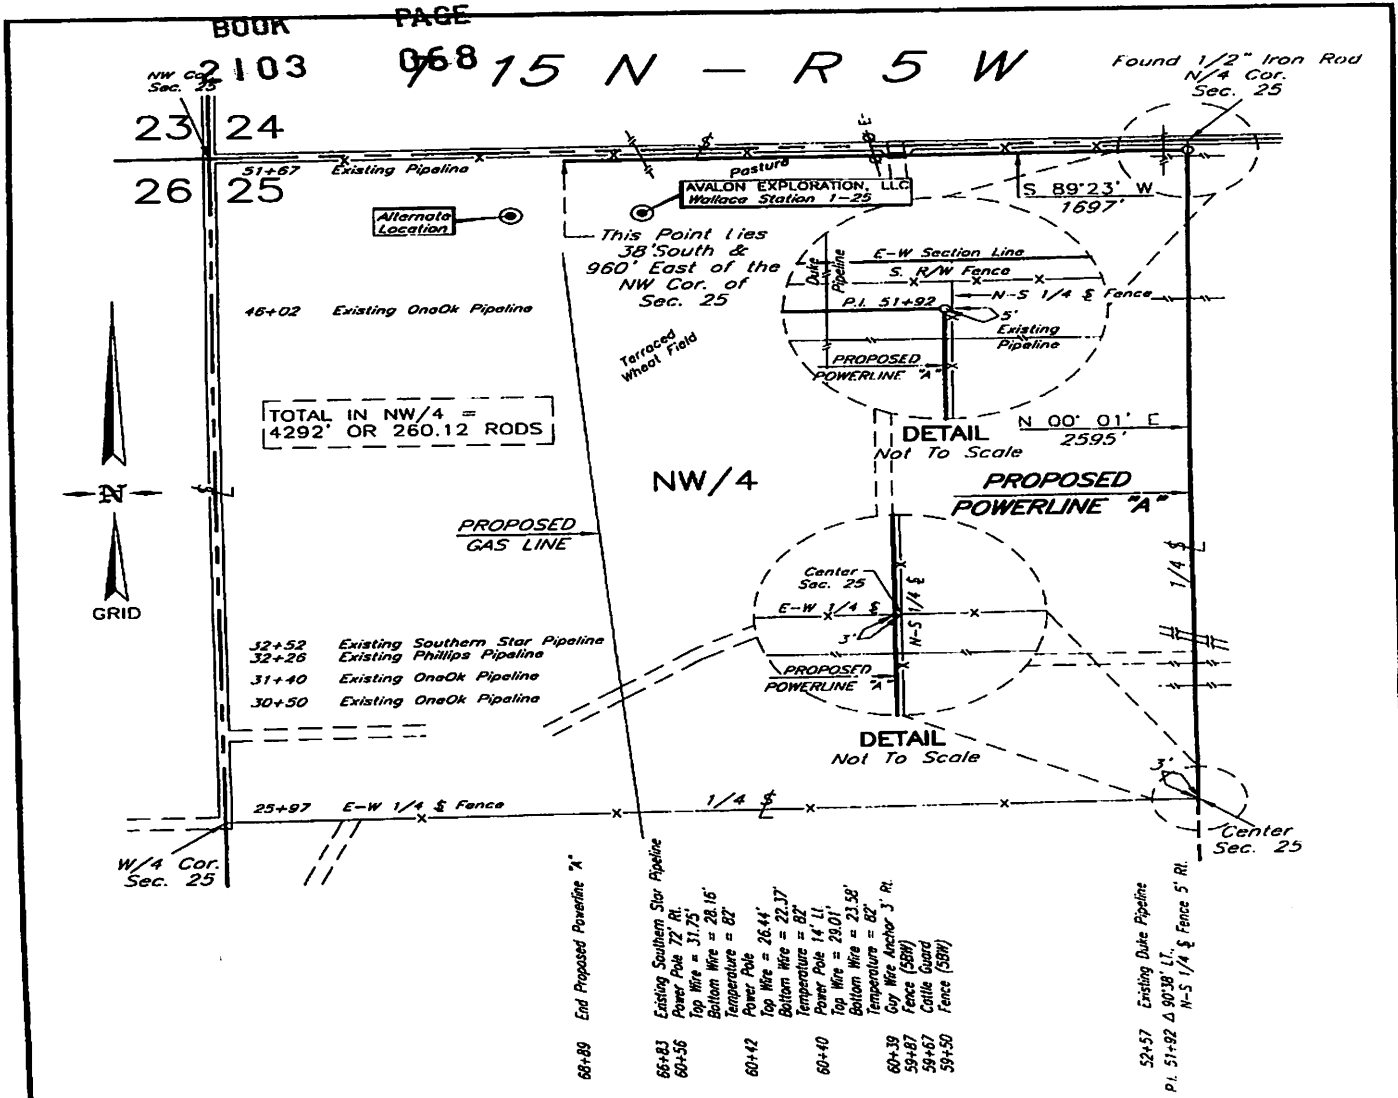 BOOK PAGE
2103 068
T 15 N - R 5 W
NW Cor.
Sec. 25
Found 1/2" Iron Rod
N/4 Cor.
Sec. 25
23 24
26 25
51+67 Existing Pipeline
Pasture
AVALON EXPLORATION, LLC
Wallace Station 1-25
S 89°23' W
1697'
Alternate
Location
This Point Lies
38' South &
960' East of the
NW Cor. of
Sec. 25
Duke
Pipeline
E-W Section Line
S. R/W Fence
N-S 1/4 ℄ Fence
P.I. 51+92
5'
Existing
Pipeline
PROPOSED
POWERLINE "A"
46+02 Existing OneOk Pipeline
Terraced
Wheat Field
TOTAL IN NW/4 =
4292' OR 260.12 RODS
DETAIL
Not To Scale
N 00° 01' E
2595'
NW/4
PROPOSED
POWERLINE "A"
N
GRID
PROPOSED
GAS LINE
Center
Sec. 25
E-W 1/4 ℄
N-S 1/4 ℄
3'
PROPOSED
POWERLINE "A"
1/4 ℄
32+52 Existing Southern Star Pipeline
32+26 Existing Phillips Pipeline
31+40 Existing OneOk Pipeline
30+50 Existing OneOk Pipeline
DETAIL
Not To Scale
3'
25+97 E-W 1/4 ℄ Fence
1/4 ℄
W/4 Cor.
Sec. 25
Center
Sec. 25
68+89 End Proposed Powerline "A"
66+83 Existing Southern Star Pipeline
60+56 Power Pole 72' Rt.
Top Wire = 31.75'
Bottom Wire = 28.16'
Temperature = 82°
60+42 Power Pole
Top Wire = 26.44'
Bottom Wire = 22.37'
Temperature = 82°
60+40 Power Pole 14' Lt.
Top Wire = 29.01'
Bottom Wire = 23.58'
Temperature = 82°
60+39 Guy Wire Anchor 3' Rt.
59+87 Fence (5BW)
59+67 Cattle Guard
59+50 Fence (5BW)
52+57 Existing Duke Pipeline
P.I. 51+92 Δ 90°38' LT.
N-S 1/4 ℄ Fence 5' Rt.